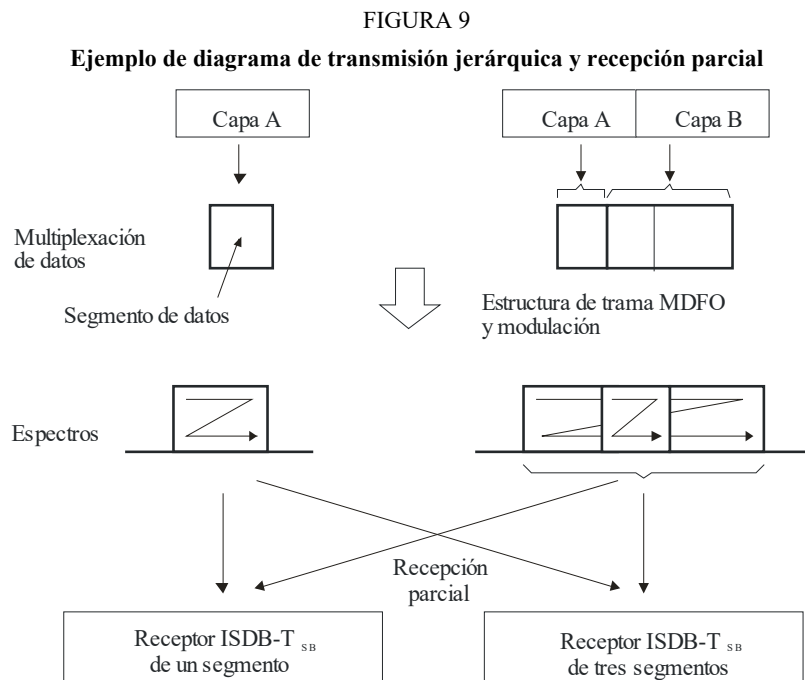 FIGURA 9
Ejemplo de diagrama de transmisión jerárquica y recepción parcial
Capa A
Capa A
Capa B
Multiplexación
de datos
Segmento de datos
Estructura de trama MDFO
y modulación
Espectros
Recepción
parcial
Receptor ISDB-T SB
de un segmento
Receptor ISDB-T SB
de tres segmentos